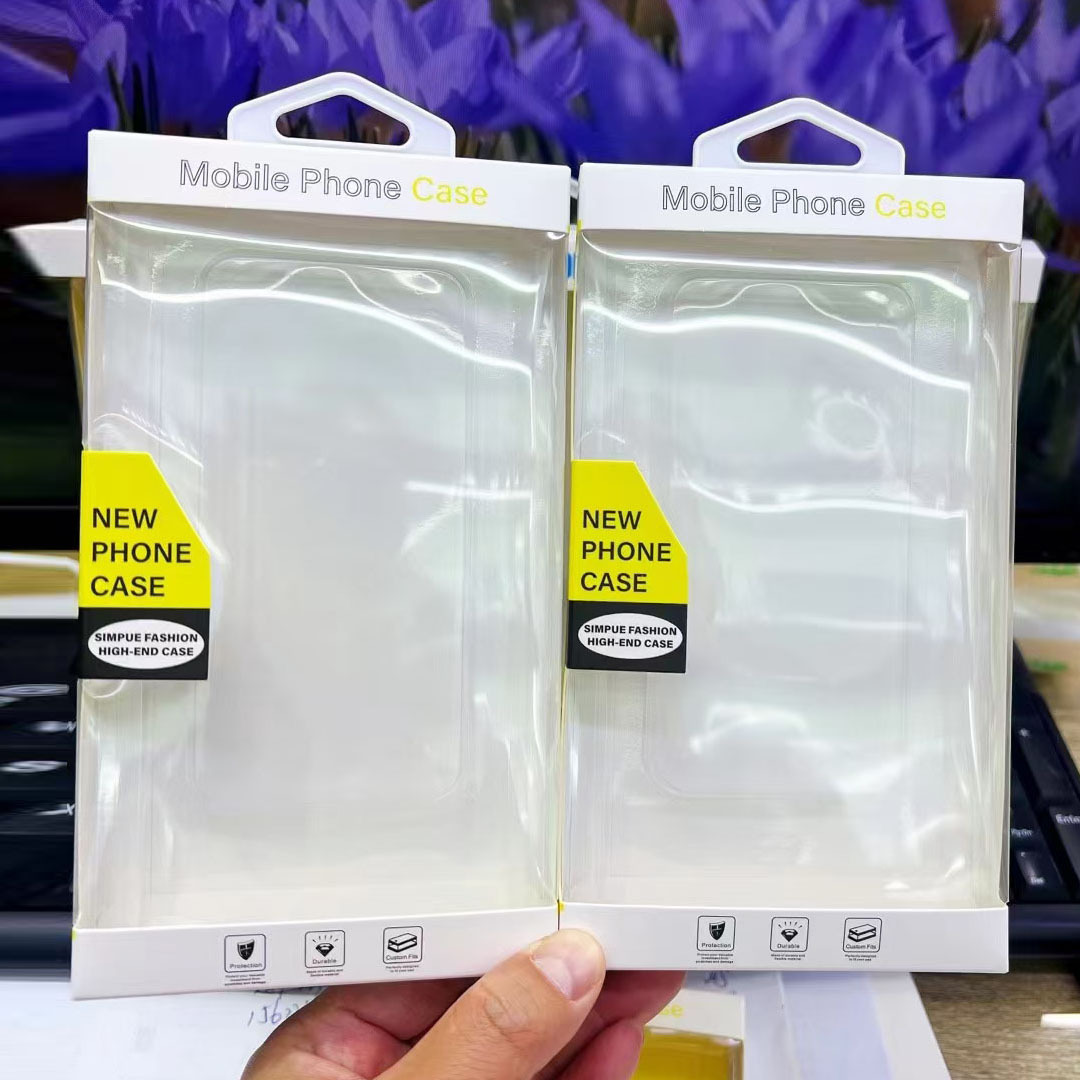 Mobile Phone Case
NEW
PHONE
CASE
SIMPUE FASHION
HIGH-END CASE
Protection
Durable
Custom Fits
Mobile Phone Case
NEW
PHONE
CASE
SIMPUE FASHION
HIGH-END CASE
Protection
Durable
Custom Fits